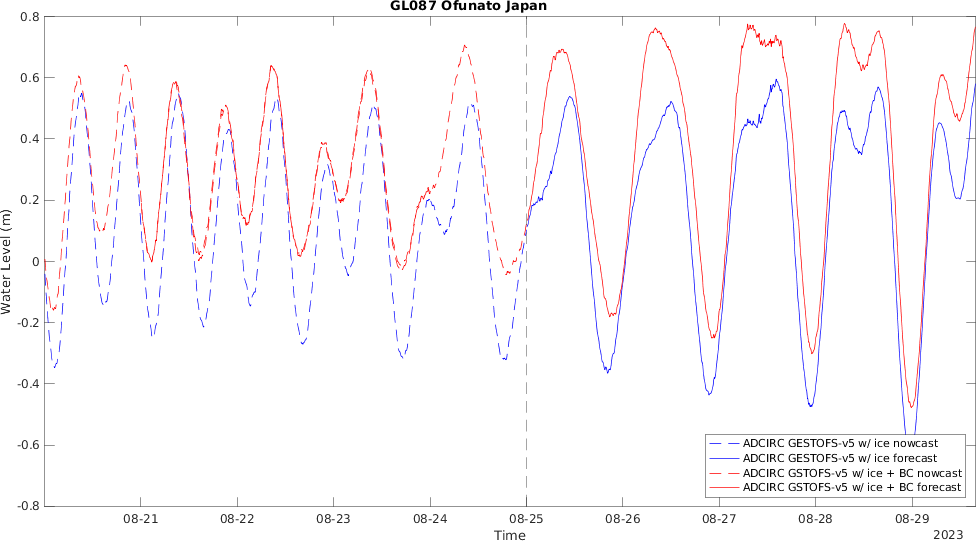 GL087 Ofunato Japan
0.8
0.6
0.4
0.2
0
-0.2
-0.4
-0.6
-0.8
Water Level (m)
ADCIRC GESTOFS-v5 w/ ice nowcast
ADCIRC GESTOFS-v5 w/ ice forecast
ADCIRC GSTOFS-v5 w/ ice + BC nowcast
ADCIRC GSTOFS-v5 w/ ice + BC forecast
08-21 08-22 08-23 08-24 08-25 08-26 08-27 08-28 08-29
Time
2023